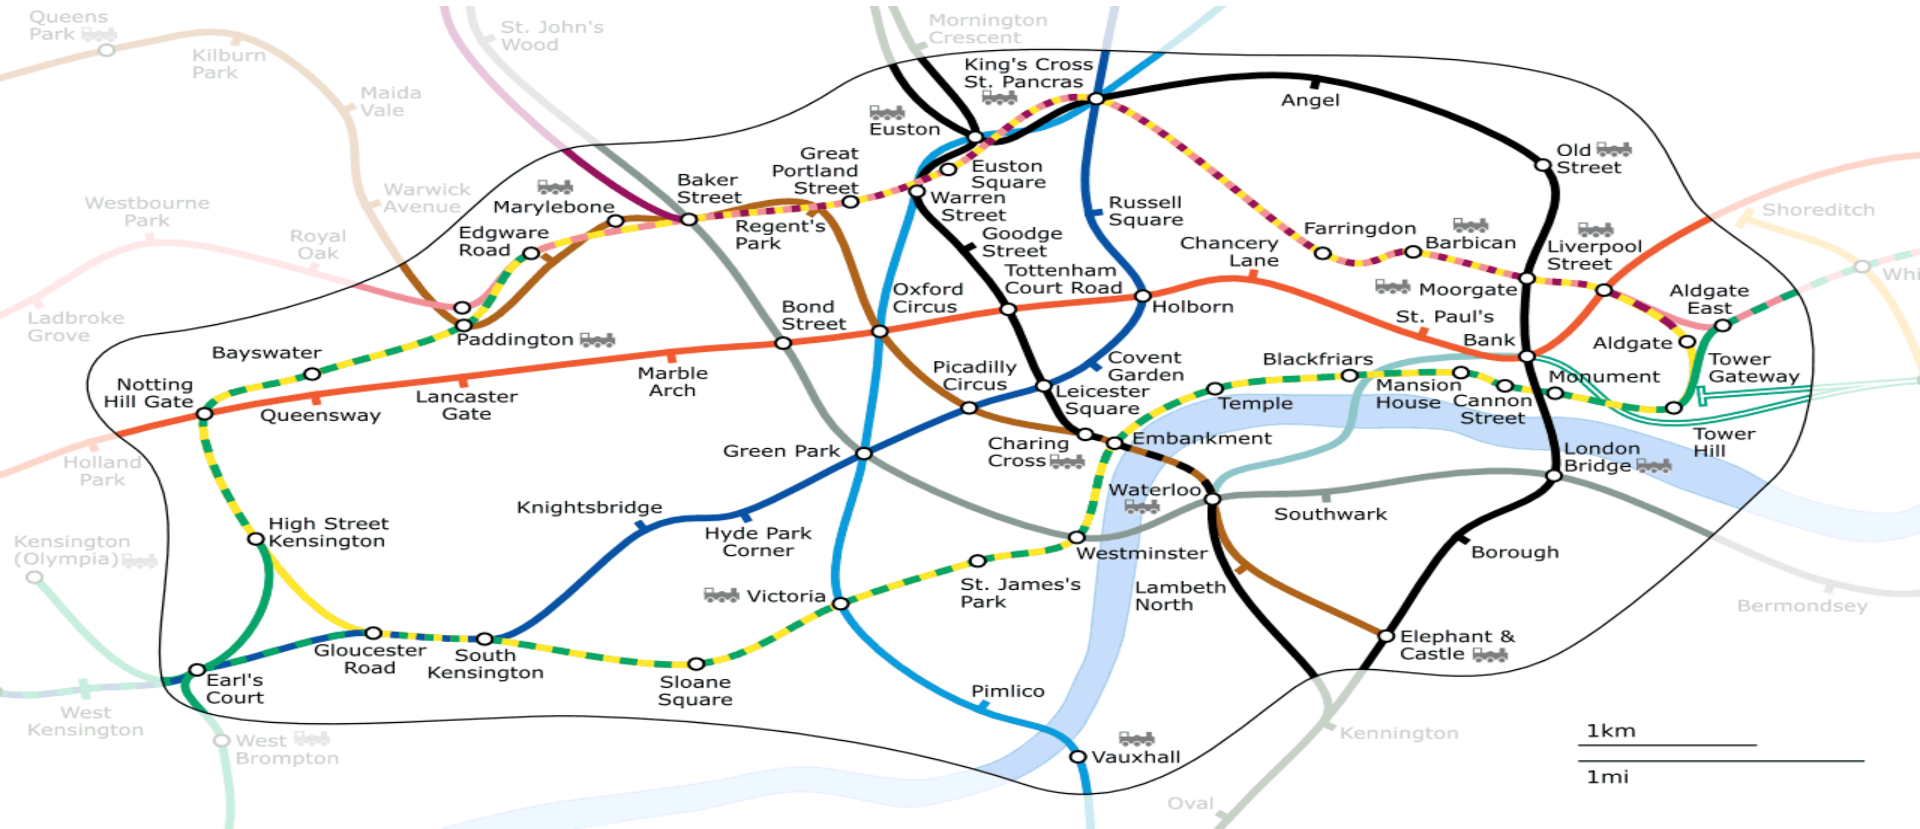 Queens
Park
Kilburn
Park
St. John's
Wood
Mornington
Crescent
Maida
Vale
King's Cross
St. Pancras
Angel
Euston
Old
Street
Great
Portland
Street
Euston
Square
Baker
Street
Warwick
Avenue
Marylebone
Westbourne
Park
Warren
Street
Russell
Square
Shoreditch
Royal
Oak
Edgware
Road
Regent's
Park
Goodge
Street
Chancery
Lane
Farringdon
Barbican
Liverpool
Street
Whi
Tottenham
Court Road
Oxford
Circus
Holborn
Moorgate
Aldgate
East
Ladbroke
Grove
Bond
Street
St. Paul's
Paddington
Bank
Aldgate
Bayswater
Marble
Arch
Picadilly
Circus
Covent
Garden
Blackfriars
Tower
Gateway
Notting
Hill Gate
Queensway
Lancaster
Gate
Leicester
Square
Temple
Mansion
House
Cannon
Street
Monument
Holland
Park
Green Park
Charing
Cross
Embankment
Tower
Hill
London
Bridge
Waterloo
Southwark
Knightsbridge
Hyde Park
Corner
High Street
Kensington
Kensington
(Olympia)
Westminster
Borough
Victoria
St. James's
Park
Lambeth
North
Bermondsey
Gloucester
Road
South
Kensington
Elephant &
Castle
Earl's
Court
Sloane
Square
Pimlico
West
Kensington
West
Brompton
Vauxhall
Kennington
Oval
1km
1mi